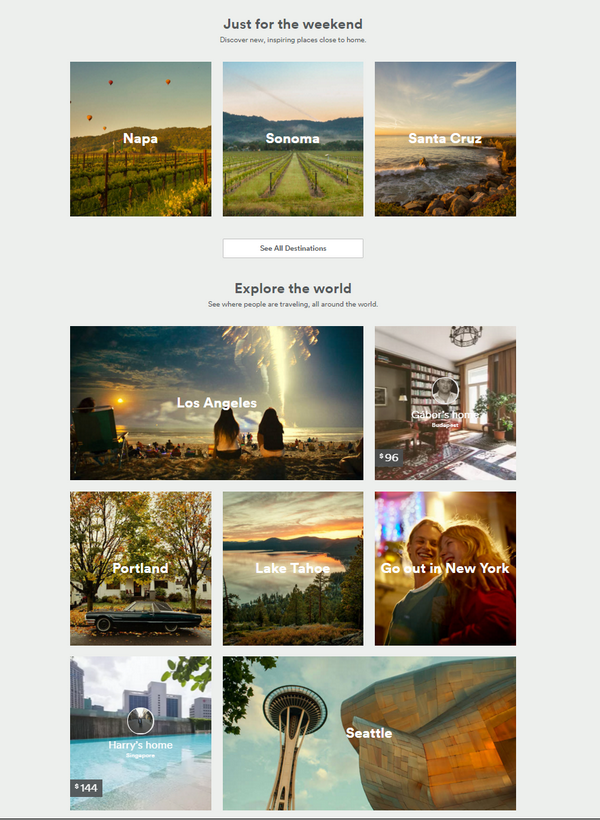 Just for the weekend
Discover new, inspiring places close to home.
Napa
Sonoma
Santa Cruz
See All Destinations
Explore the world
See where people are traveling, all around the world.
Los Angeles
Gábor's home
Budapest
$96
Portland
Lake Tahoe
Go out in New York
Harry's home
Singapore
$144
Seattle